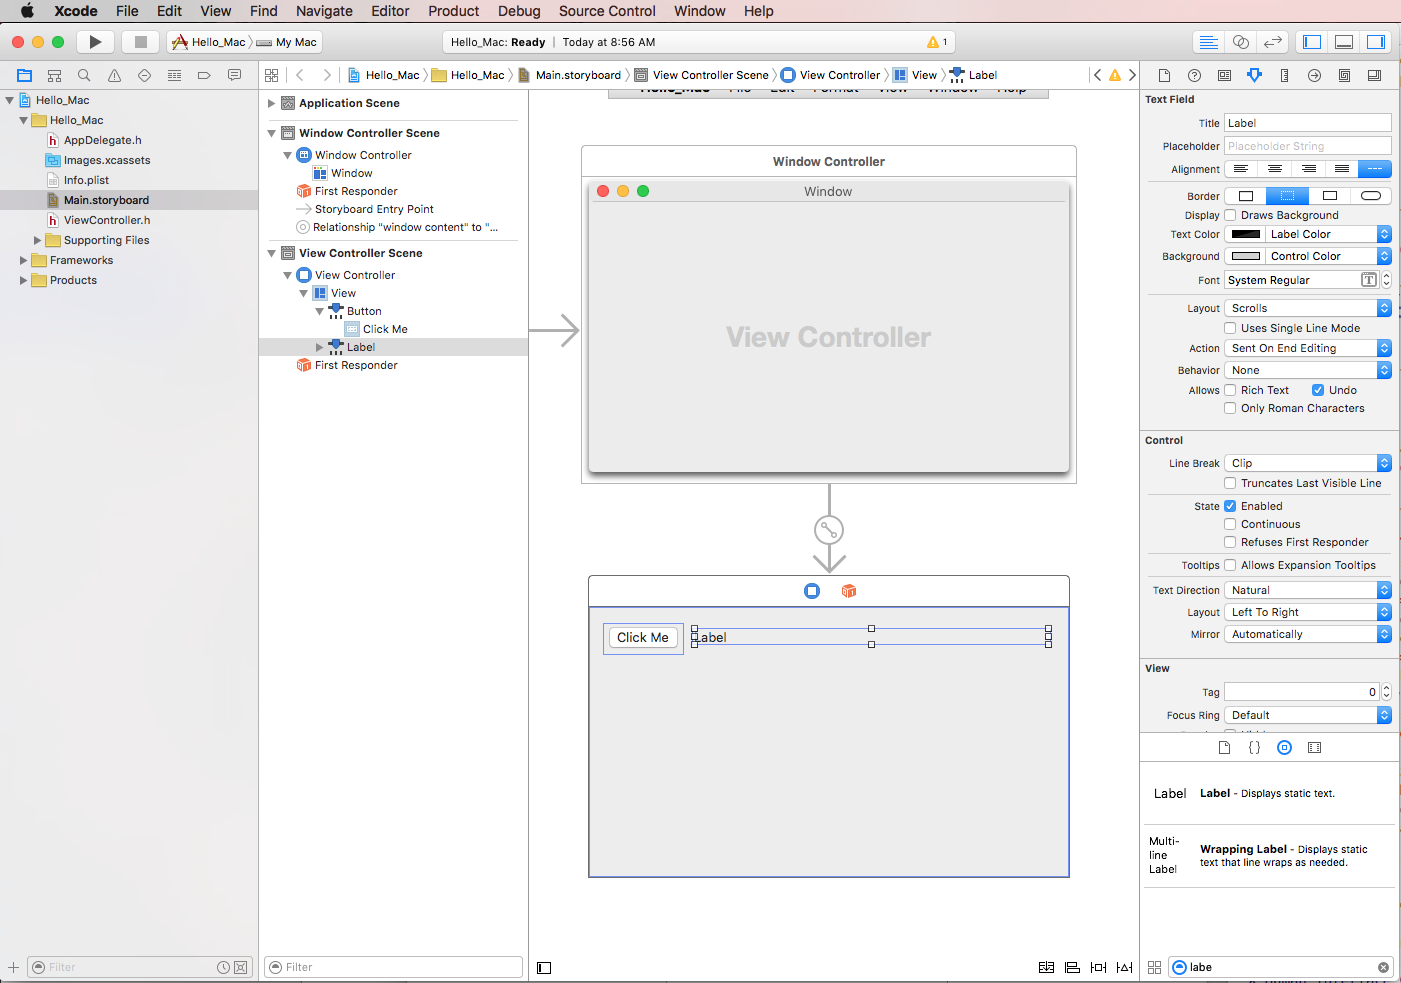 Xcode File Edit View Find Navigate Editor Product Debug Source Control Window Help
Hello_Mac My Mac
Hello_Mac: Ready | Today at 8:56 AM
1
Hello_Mac Hello_Mac Main.storyboard View Controller Scene View Controller View Label
Hello_Mac
Hello_Mac
AppDelegate.h
Images.xcassets
Info.plist
Main.storyboard
ViewController.h
Supporting Files
Frameworks
Products
Filter
Application Scene
Window Controller Scene
Window Controller
Window
First Responder
Storyboard Entry Point
Relationship "window content" to "...
View Controller Scene
View Controller
View
Button
Click Me
Label
First Responder
Filter
Hello_Mac File Edit Format View Window Help
Window Controller
Window
View Controller
Click Me
Label
Text Field
Title Label
Placeholder Placeholder String
Alignment
Border
Display Draws Background
Text Color Label Color
Background Control Color
Font System Regular
Layout Scrolls
Uses Single Line Mode
Action Sent On End Editing
Behavior None
Allows Rich Text Undo
Only Roman Characters
Control
Line Break Clip
Truncates Last Visible Line
State Enabled
Continuous
Refuses First Responder
Tooltips Allows Expansion Tooltips
Text Direction Natural
Layout Left To Right
Mirror Automatically
View
Tag 0
Focus Ring Default
Label
Label - Displays static text.
Multi-
line
Label
Wrapping Label - Displays static
text that line wraps as needed.
labe